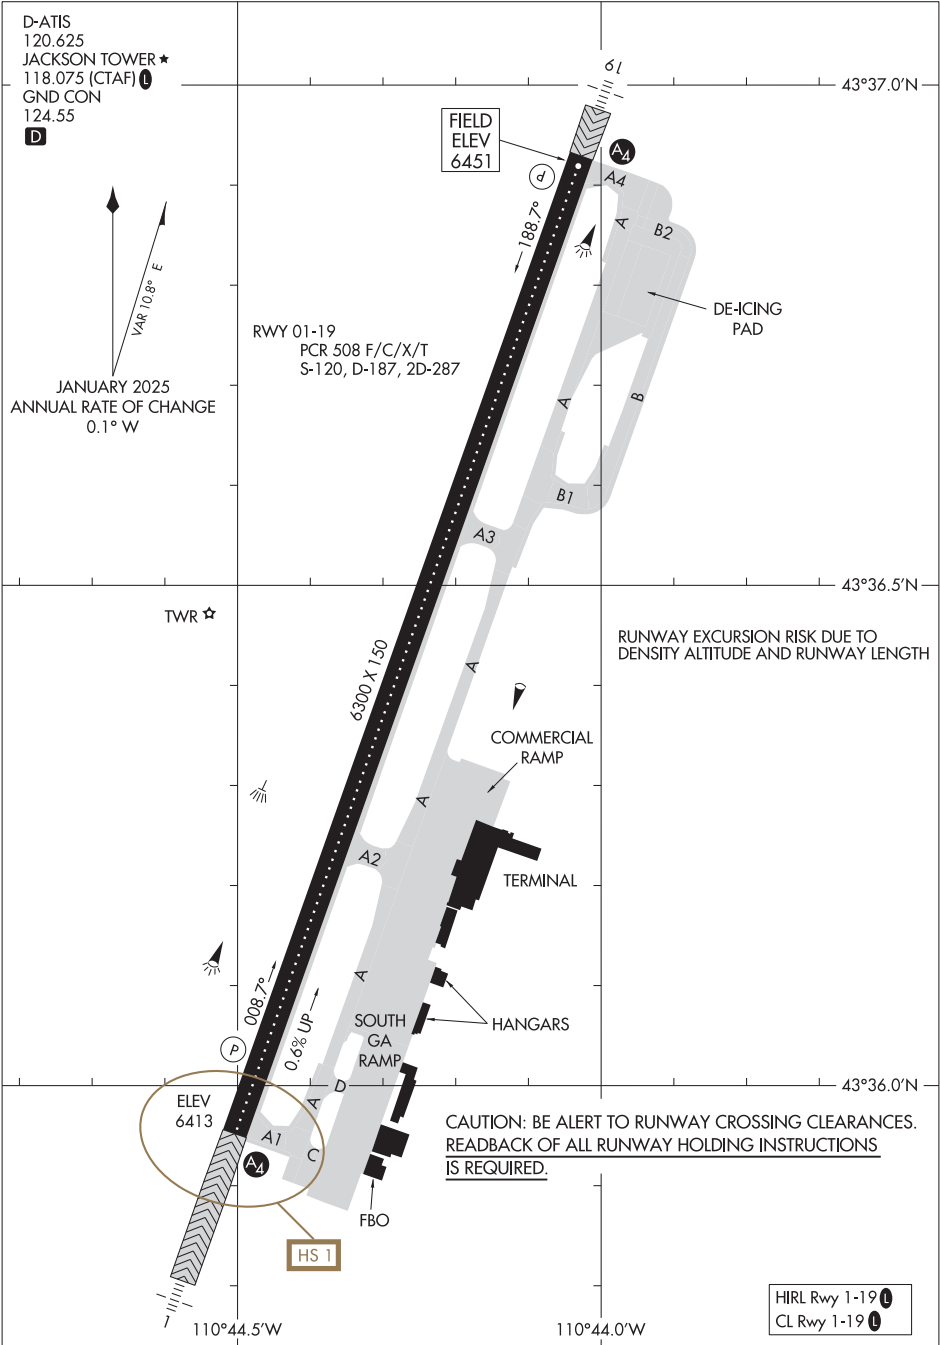 D-ATIS
120.625
JACKSON TOWER
118.075 (CTAF) L
GND CON
124.55
D
19
43°37.0'N
FIELD
ELEV
6451
P
A4
A4
A
B2
188.7°
VAR 10.8° E
DE-ICING
PAD
RWY 01-19
PCR 508 F/C/X/T
S-120, D-187, 2D-287
JANUARY 2025
ANNUAL RATE OF CHANGE
0.1° W
A
B
B1
A3
43°36.5'N
TWR
RUNWAY EXCURSION RISK DUE TO
DENSITY ALTITUDE AND RUNWAY LENGTH
6300 X 150
A
COMMERCIAL
RAMP
A
A2
TERMINAL
A
008.7°
0.6% UP
SOUTH
GA
RAMP
HANGARS
P
D
43°36.0'N
ELEV
6413
A
A1
C
A4
CAUTION: BE ALERT TO RUNWAY CROSSING CLEARANCES.
READBACK OF ALL RUNWAY HOLDING INSTRUCTIONS
IS REQUIRED.
FBO
HS 1
1
110°44.5'W
110°44.0'W
HIRL Rwy 1-19 L
CL Rwy 1-19 L